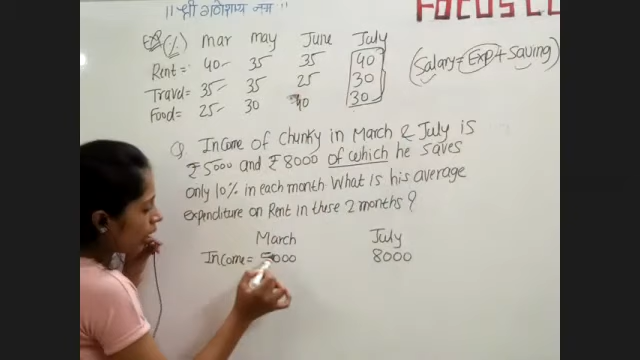 ॥ श्री गणेशाय नमः ॥
FOCUS
Exp (%) Mar May June July
Rent = 40 35 35 40
Travel = 35 35 25 30
Food = 25 30 40 30
(Salary = Exp + Saving)
Q Income of Chunky in March & July is
₹5000 and ₹8000 of which he saves
only 10% in each month. What is his average
expenditure on Rent in these 2 months?
March July
Income = 5000 8000